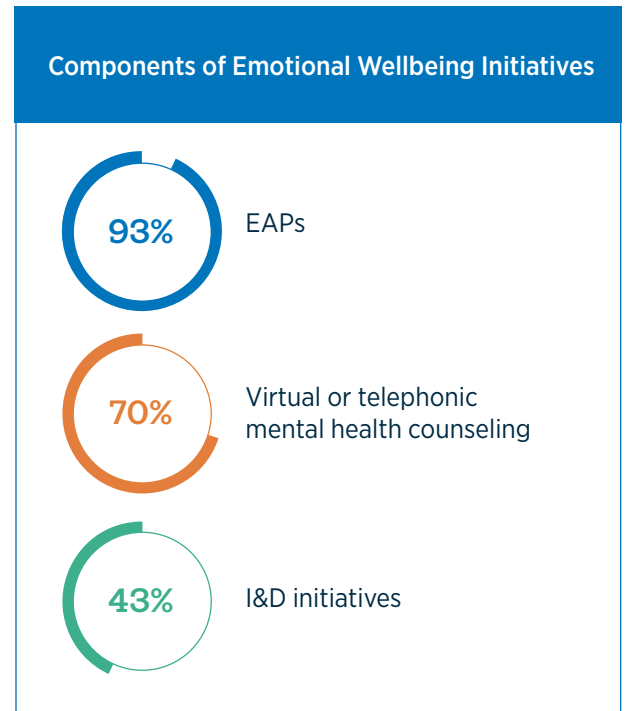 Components of Emotional Wellbeing Initiatives
93%
EAPs
70%
Virtual or telephonic
mental health counseling
43%
I&D initiatives